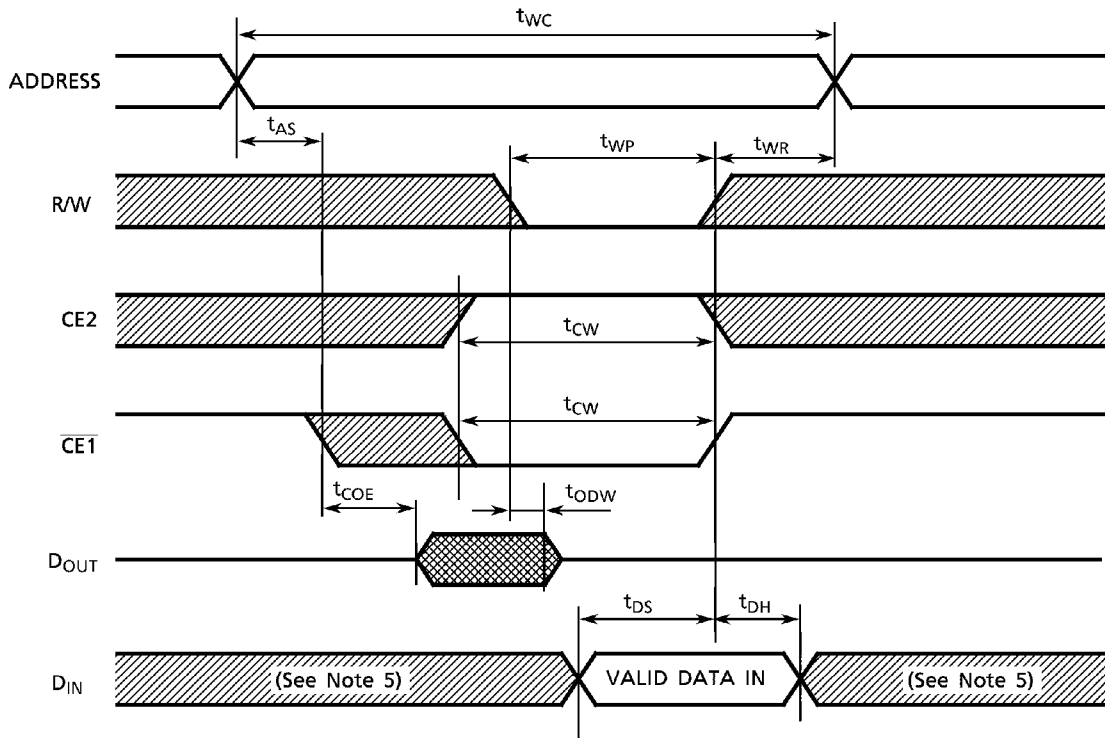 tWC
ADDRESS
tAS
tWP
tWR
R/W
CE2
tCW
tCW
CE1
tCOE
tODW
DOUT
tDS
tDH
DIN
(See Note 5)
VALID DATA IN
(See Note 5)